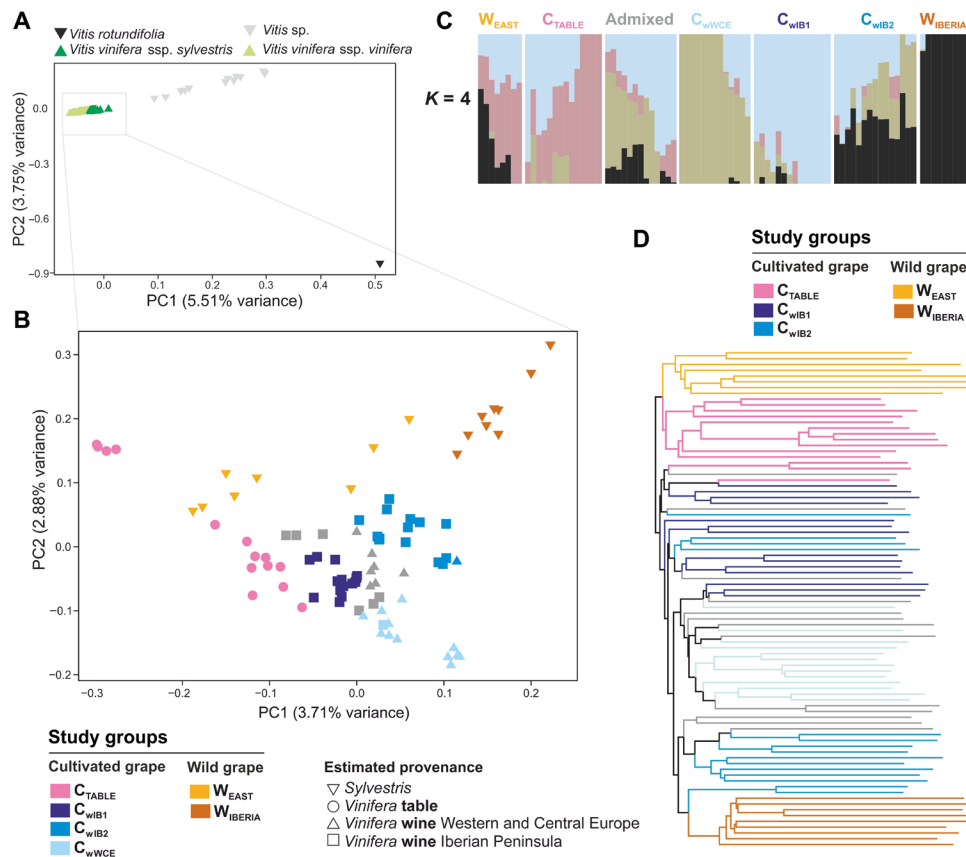 A
Vitis rotundifolia
Vitis sp.
Vitis vinifera ssp. sylvestris
Vitis vinifera ssp. vinifera
0.0
−0.3
−0.6
−0.9
PC2 (3.75% variance)
0.0 0.1 0.2 0.3 0.4 0.5
PC1 (5.51% variance)
B
0.3
0.2
0.1
0.0
−0.1
−0.2
PC2 (2.88% variance)
−0.3 −0.2 −0.1 0.0 0.1 0.2
PC1 (3.71% variance)
Study groups
Cultivated grape
Wild grape
CTABLE
CwIB1
CwIB2
CwWCE
WEAST
WIBERIA
Estimated provenance
Sylvestris
Vinifera table
Vinifera wine Western and Central Europe
Vinifera wine Iberian Peninsula
C
WEAST CTABLE Admixed CwWCE CwIB1 CwIB2 WIBERIA
K = 4
D
Study groups
Cultivated grape
Wild grape
CTABLE
CwIB1
CwIB2
WEAST
WIBERIA